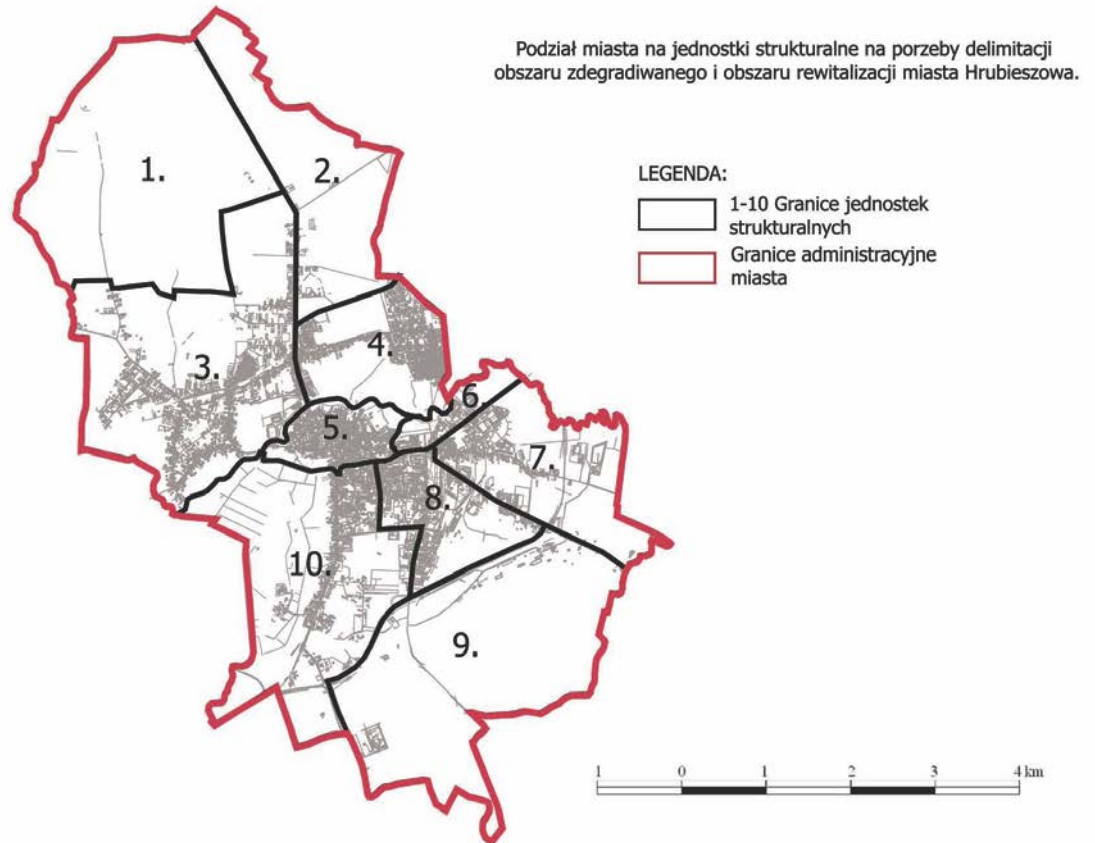 Podział miasta na jednostki strukturalne na porzeby delimitacji
obszaru zdegradiwanego i obszaru rewitalizacji miasta Hrubieszowa.
LEGENDA:
1-10 Granice jednostek
strukturalnych
Granice administracyjne
miasta
1.
2.
3.
4.
5.
6.
7.
8.
9.
10.
1 0 1 2 3 4 km